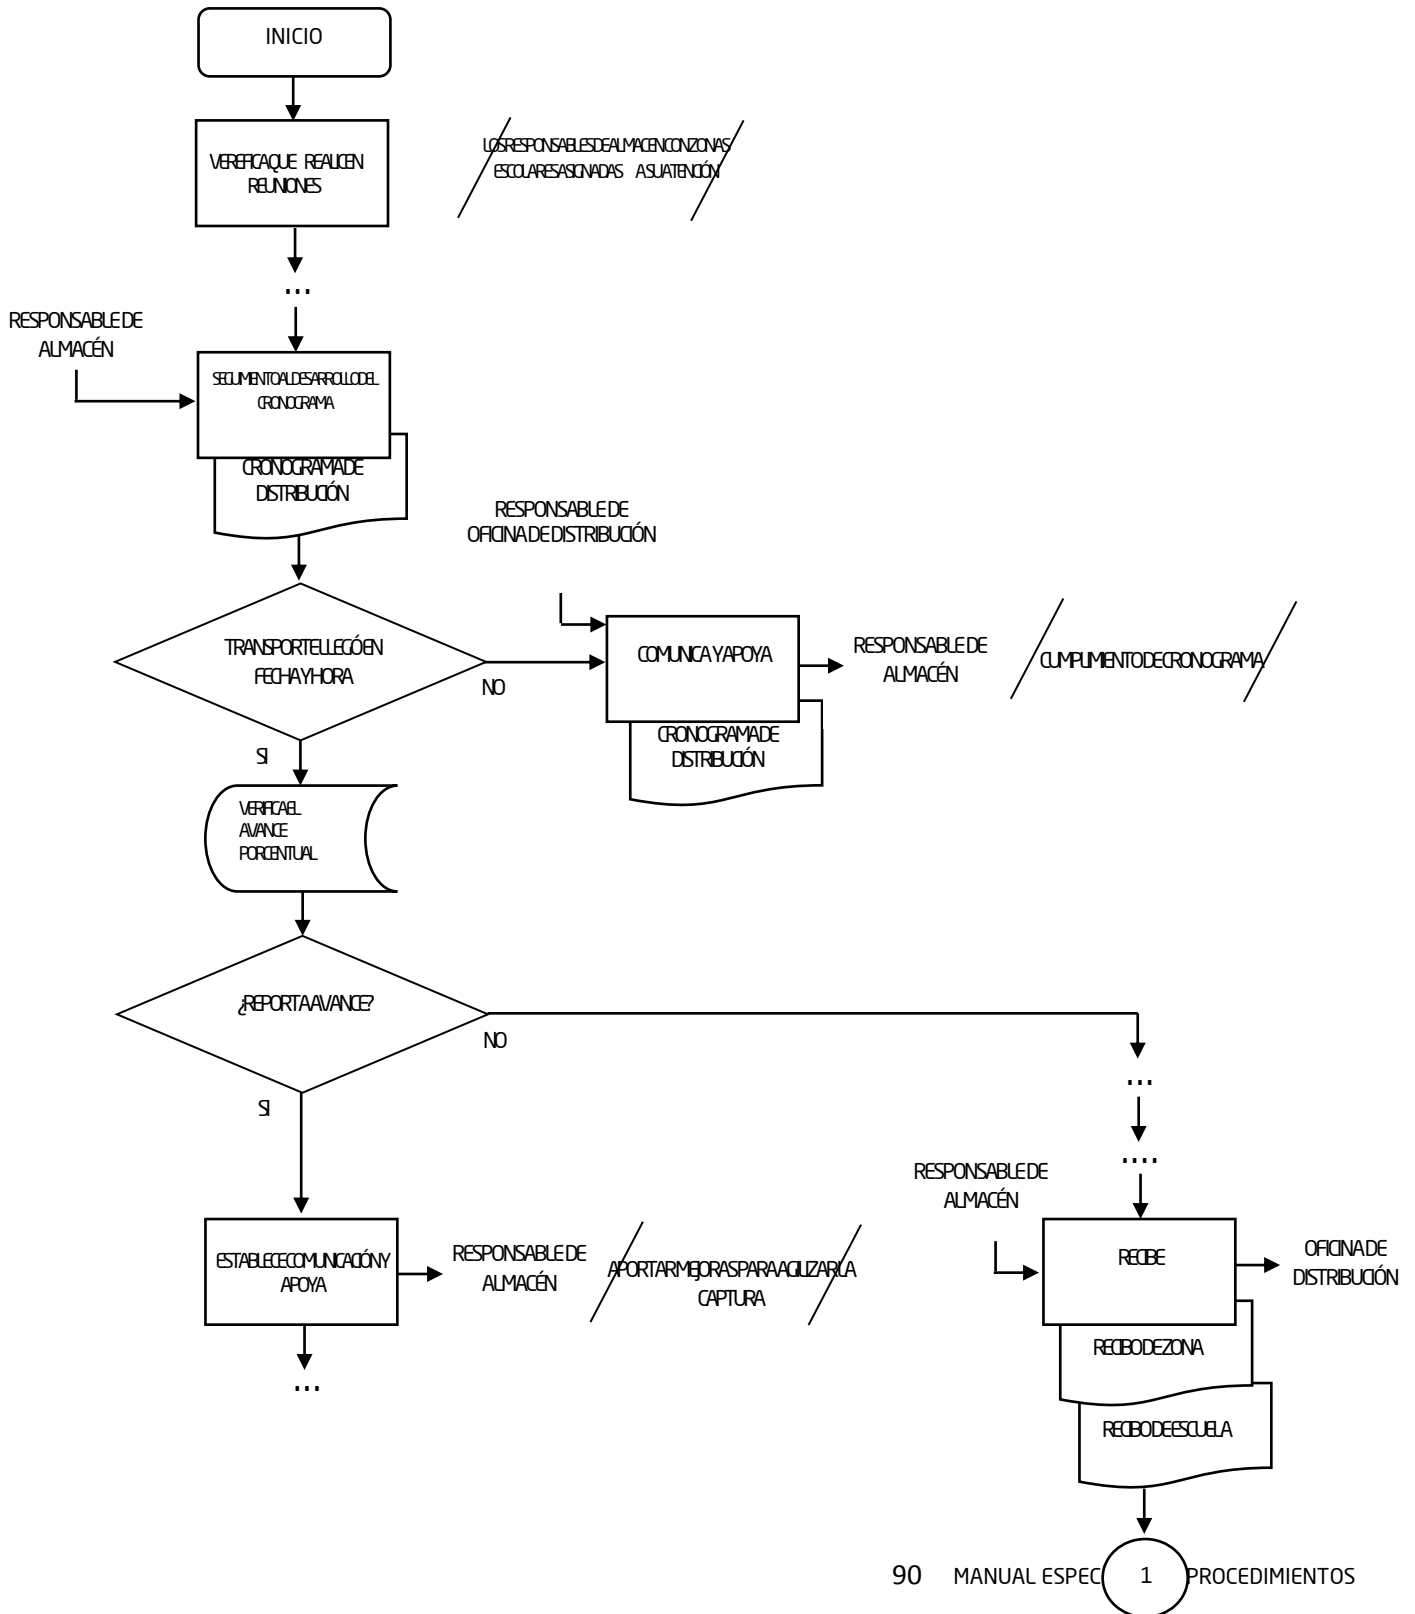 INICIO
VEREFICA QUE REALICEN
REUNIONES
LOS RESPONSABLES DE ALMACEN CON ZONAS
ESCOLARES ASIGNADAS A SU ATENCIÓN
...
RESPONSABLE DE
ALMACÉN
SEGUIMIENTO AL DESARROLLO DEL
CRONOGRAMA
CRONOGRAMA DE
DISTRIBUCIÓN
RESPONSABLE DE
OFICINA DE DISTRIBUCIÓN
TRANSPORTE LLEGÓ EN
FECHA Y HORA
NO
COMUNICA Y APOYA
RESPONSABLE DE
ALMACÉN
CUMPLIMIENTO DE CRONOGRAMA
CRONOGRAMA DE
DISTRIBUCIÓN
SI
VERIFICA EL
AVANCE
PORCENTUAL
¿REPORTA AVANCE?
NO
SI
...
....
RESPONSABLE DE
ALMACÉN
ESTABLECE COMUNICACIÓN Y
APOYA
RESPONSABLE DE
ALMACÉN
APORTAR MEJORAS PARA AGILIZAR LA
CAPTURA
RECIBE
OFICINA DE
DISTRIBUCIÓN
RECIBO DE ZONA
...
RECIBO DE ESCUELA
90 MANUAL ESPEC 1 PROCEDIMIENTOS